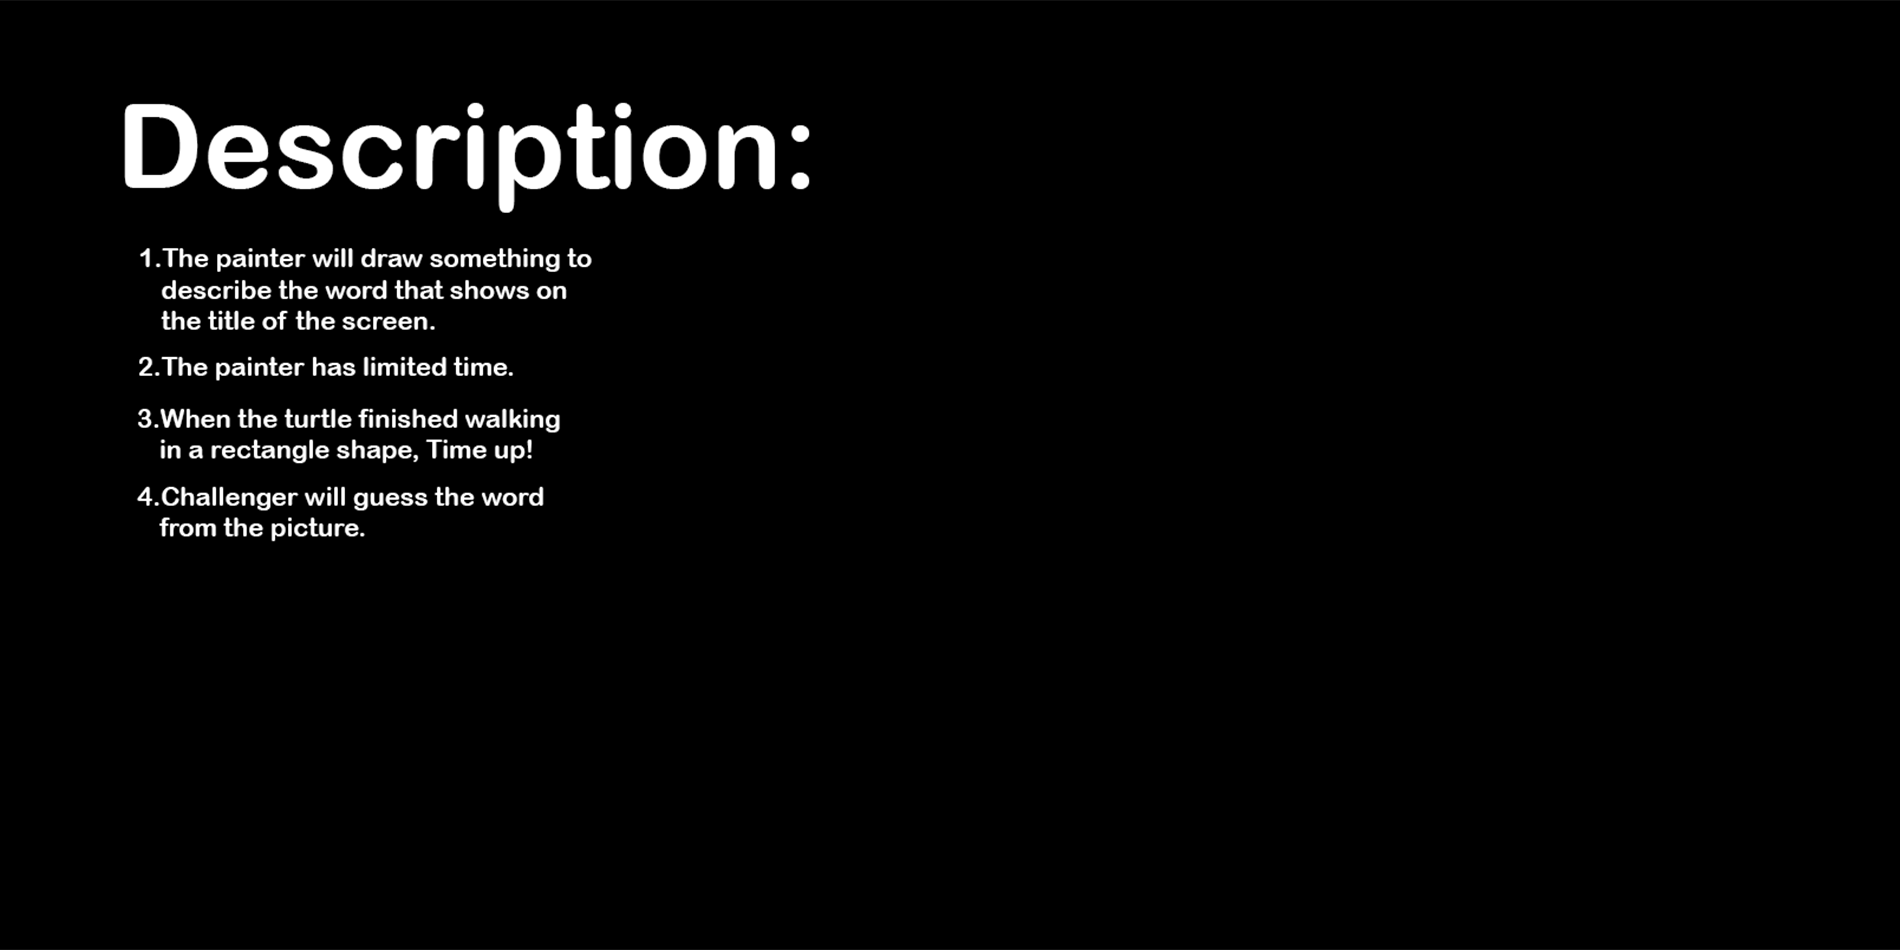 Description:
1.The painter will draw something to
describe the word that shows on
the title of the screen.
2.The painter has limited time.
3.When the turtle finished walking
in a rectangle shape, Time up!
4.Challenger will guess the word
from the picture.